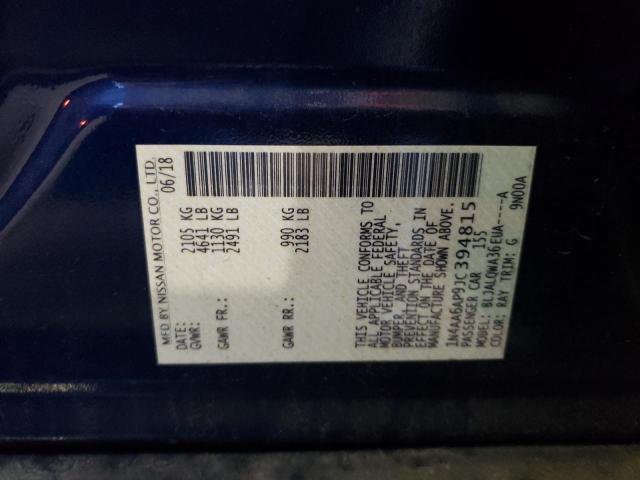 MFD BY NISSAN MOTOR CO., LTD.
DATE: 06/18
GVWR: 2105 KG
4641 LB
GAWR FR.: 1130 KG
2491 LB
GAWR RR.: 990 KG
2183 LB
THIS VEHICLE CONFORMS TO
ALL APPLICABLE FEDERAL
MOTOR VEHICLE SAFETY,
BUMPER, AND THEFT
PREVENTION STANDARDS IN
EFFECT ON THE DATE OF
MANUFACTURE SHOWN ABOVE.
1N4AA6AP9JC394815
PASSENGER CAR 155
MODEL: BLJALQWA36EUA-----A
COLOR: RAY TRIM: G 9N00A